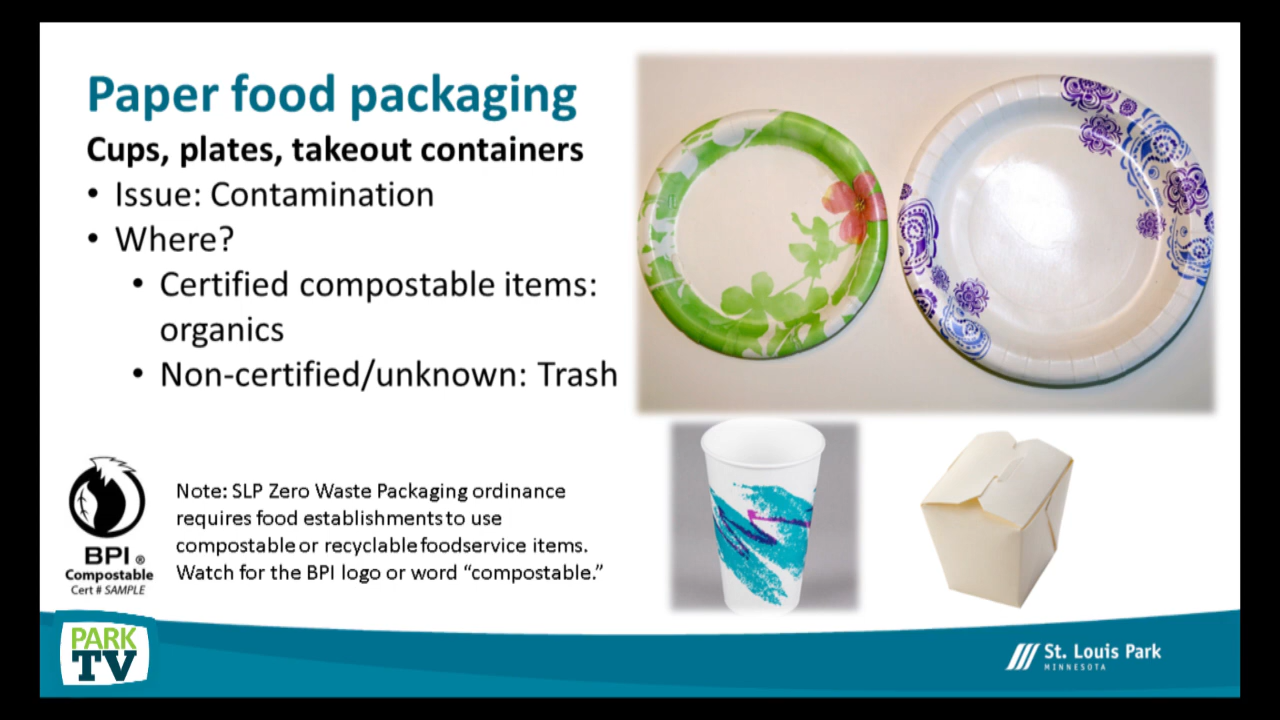 Paper food packaging
Cups, plates, takeout containers
• Issue: Contamination
• Where?
• Certified compostable items:
organics
• Non-certified/unknown: Trash
BPI ®
Compostable
Cert # SAMPLE
Note: SLP Zero Waste Packaging ordinance
requires food establishments to use
compostable or recyclable foodservice items.
Watch for the BPI logo or word “compostable.”
PARK
TV
St. Louis Park
MINNESOTA